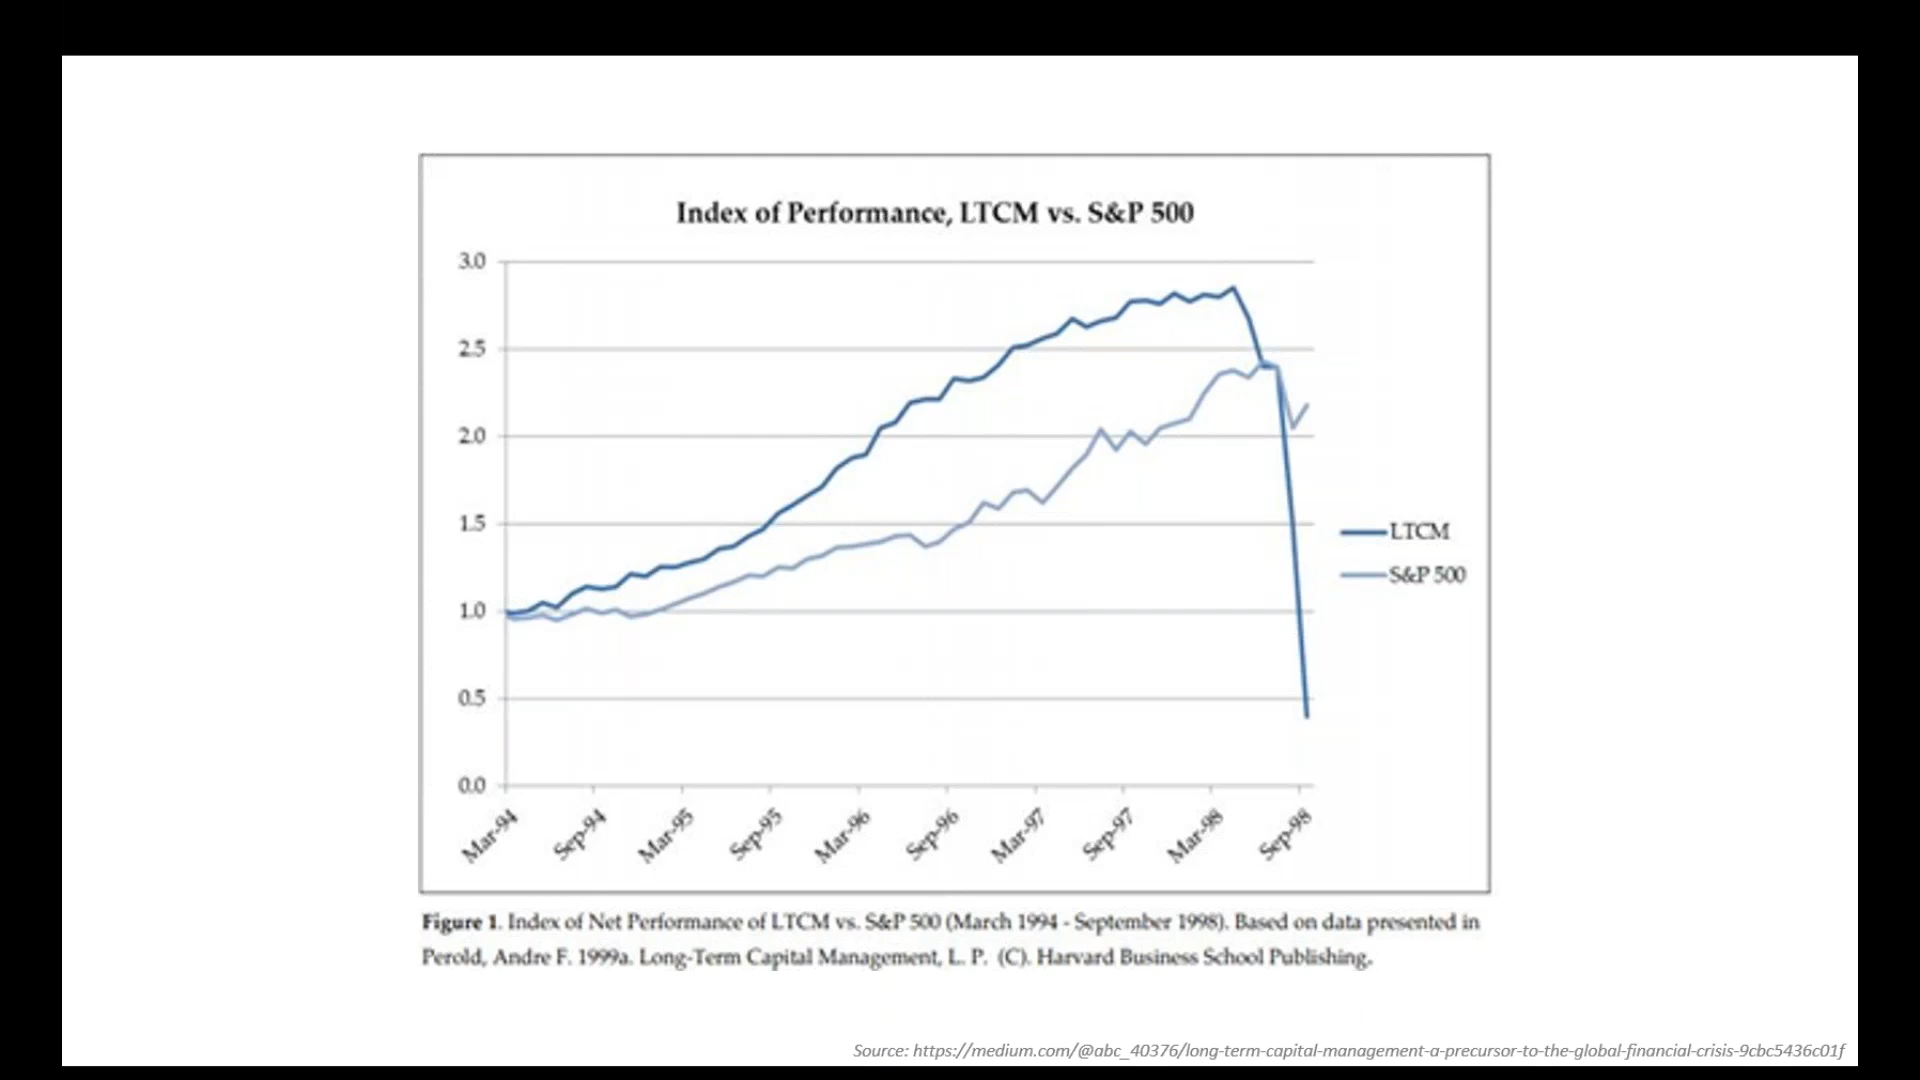 Index of Performance, LTCM vs. S&P 500
3.0
2.5
2.0
1.5
1.0
0.5
0.0
Mar-94
Sep-94
Mar-95
Sep-95
Mar-96
Sep-96
Mar-97
Sep-97
Mar-98
Sep-98
LTCM
S&P 500
Figure 1. Index of Net Performance of LTCM vs. S&P 500 (March 1994 - September 1998). Based on data presented in
Perold, Andre F. 1999a. Long-Term Capital Management, L. P. (C). Harvard Business School Publishing.
Source: https://medium.com/@abc_40376/long-term-capital-management-a-precursor-to-the-global-financial-crisis-9cbc5436c01f